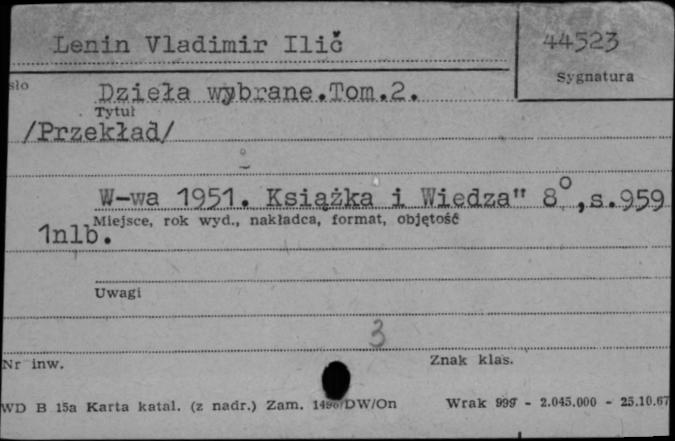 Lenin Vladimir Ilič
44523
Sygnatura
sło
Dzieła wybrane.Tom.2.
Tytuł
/Przekład/
W-wa 1951. Książka i Wiedza" 8°,s.959
Miejsce, rok wyd., nakładca, format, objętość
1nlb.
Uwagi
3
Nr inw.
Znak klas.
WD B 15a Karta katal. (z nadr.) Zam. DW/On Wrak 999 - 2.045.000 - 25.10.67